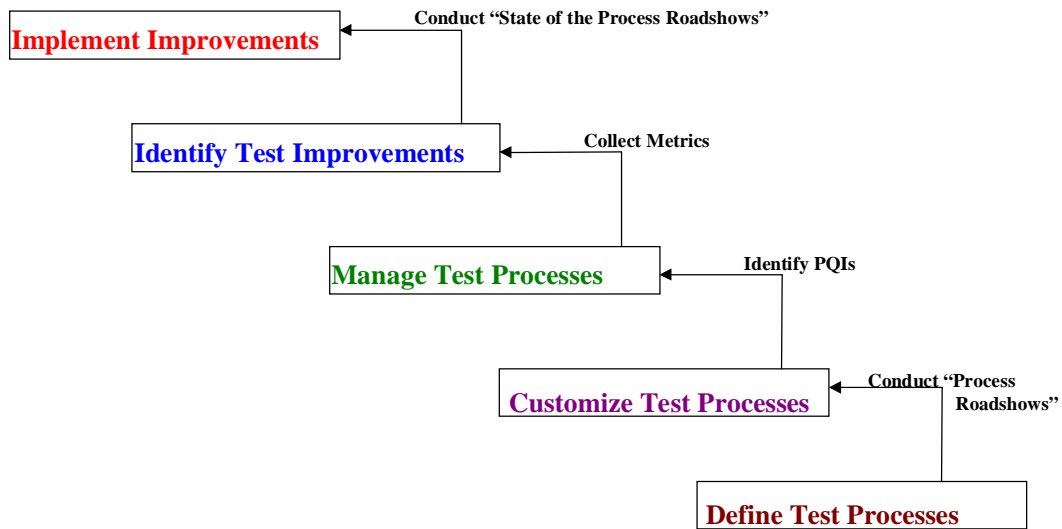 Conduct “State of the Process Roadshows”
Implement Improvements
Collect Metrics
Identify Test Improvements
Identify PQIs
Manage Test Processes
Conduct “Process
Roadshows”
Customize Test Processes
Define Test Processes